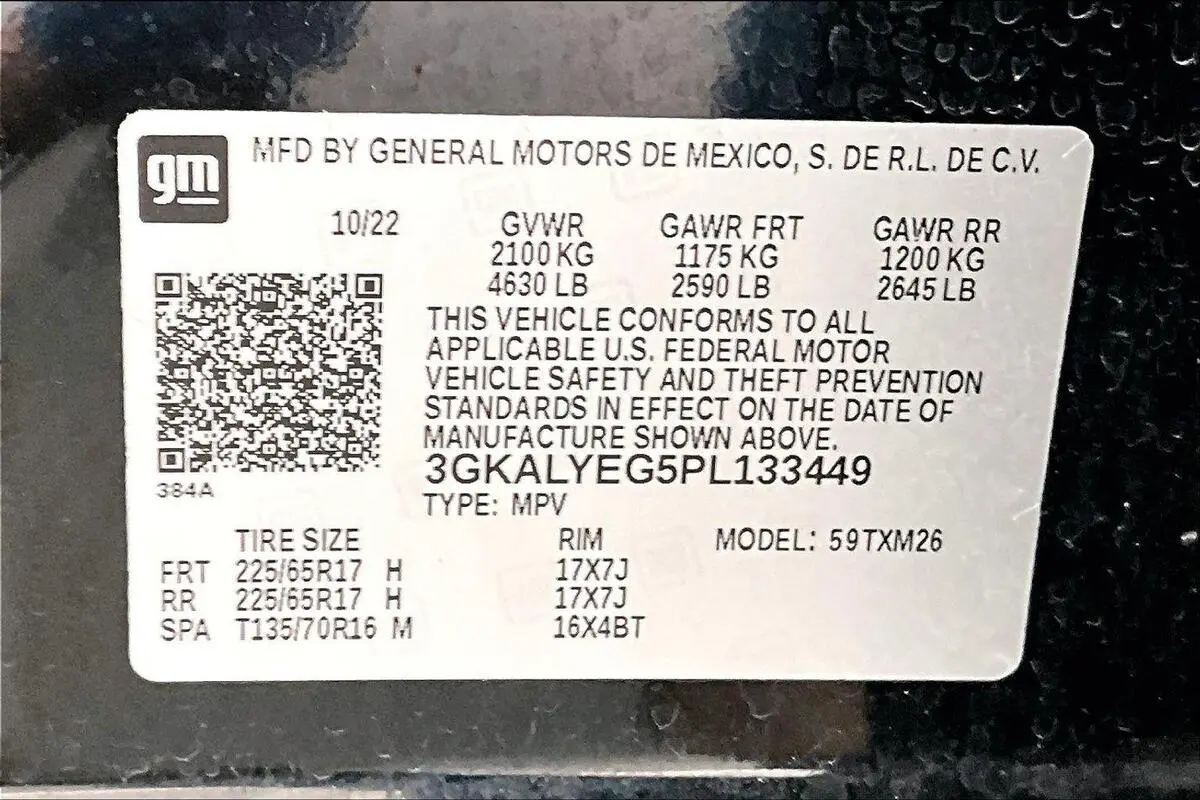 gm
MFD BY GENERAL MOTORS DE MEXICO, S. DE R.L. DE C.V.
10/22 GVWR GAWR FRT GAWR RR
2100 KG 1175 KG 1200 KG
4630 LB 2590 LB 2645 LB
THIS VEHICLE CONFORMS TO ALL
APPLICABLE U.S. FEDERAL MOTOR
VEHICLE SAFETY AND THEFT PREVENTION
STANDARDS IN EFFECT ON THE DATE OF
MANUFACTURE SHOWN ABOVE.
3GKALYEG5PL133449
384A
TYPE: MPV
TIRE SIZE RIM MODEL: 59TXM26
FRT 225/65R17 H 17X7J
RR 225/65R17 H 17X7J
SPA T135/70R16 M 16X4BT